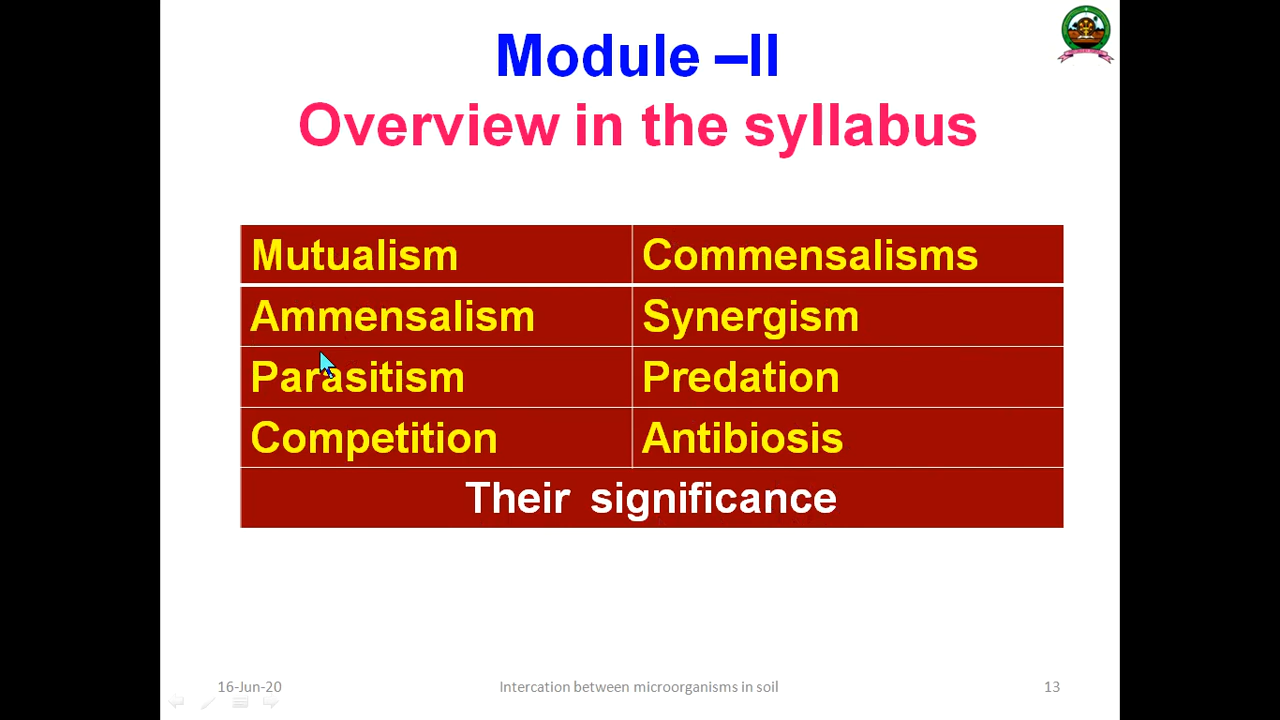 Module –II
Overview in the syllabus
Mutualism Commensalisms
Ammensalism Synergism
Parasitism Predation
Competition Antibiosis
Their significance
16-Jun-20 Intercation between microorganisms in soil 13